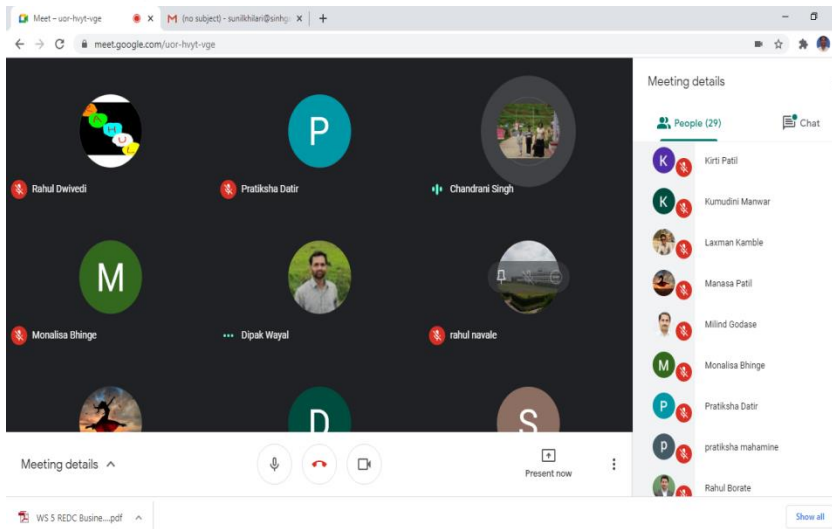 Meet – uor-hvyt-vge
(no subject) - sunilkhilari@sinhg
meet.google.com/uor-hvyt-vge
Meeting details
People (29)
Chat
P
Rahul Dwivedi
Pratiksha Datir
Chandrani Singh
M
Monalisa Bhinge
Dipak Wayal
rahul navale
D
S
K
Kirti Patil
K
Kumudini Manwar
Laxman Kamble
Manasa Patil
Milind Godase
M
Monalisa Bhinge
P
Pratiksha Datir
p
pratiksha mahamine
Rahul Borate
Meeting details
Present now
WS 5 REDC Busine....pdf
Show all